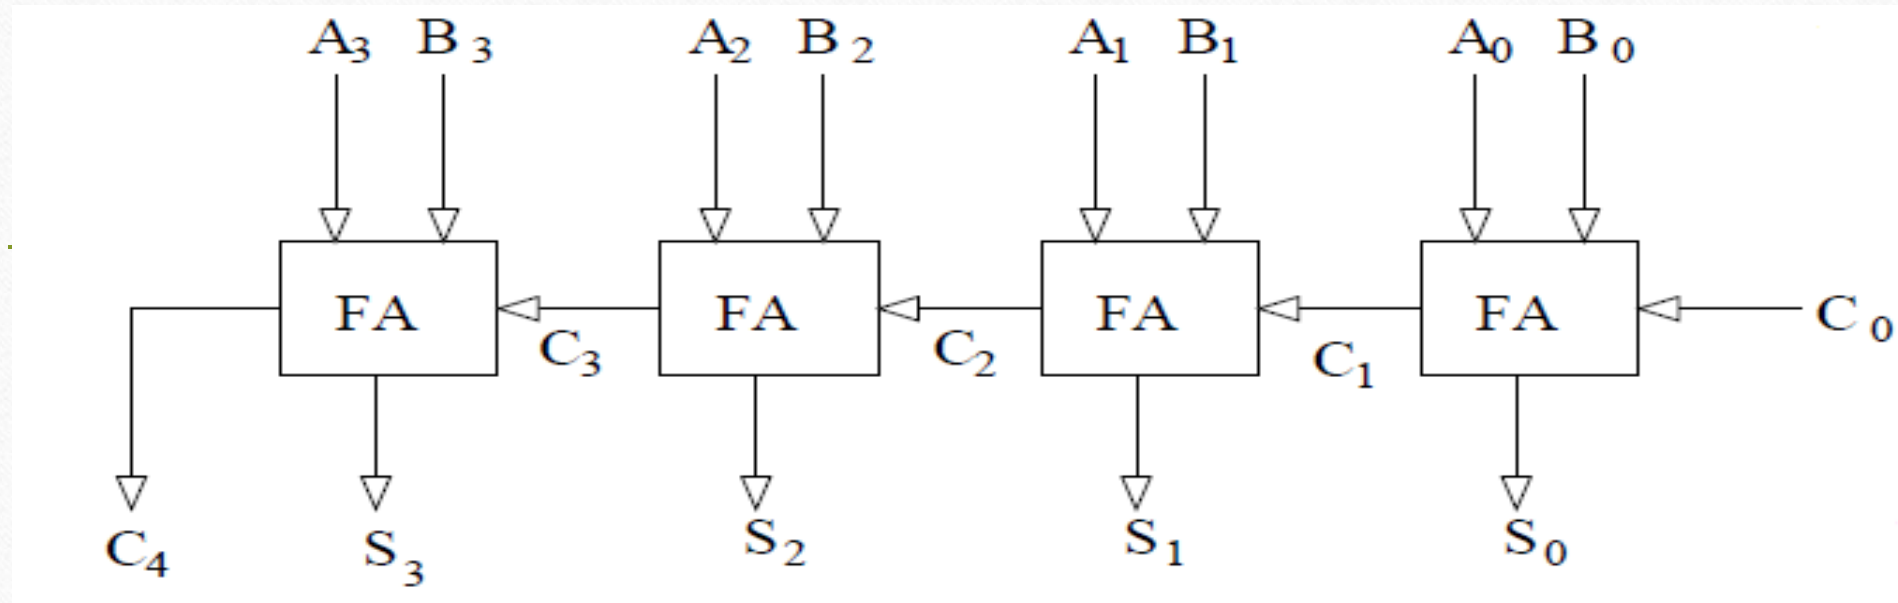 A₃ B₃ A₂ B₂ A₁ B₁ A₀ B₀
FA FA FA FA C₀
C₃ C₂ C₁
C₄ S₃ S₂ S₁ S₀